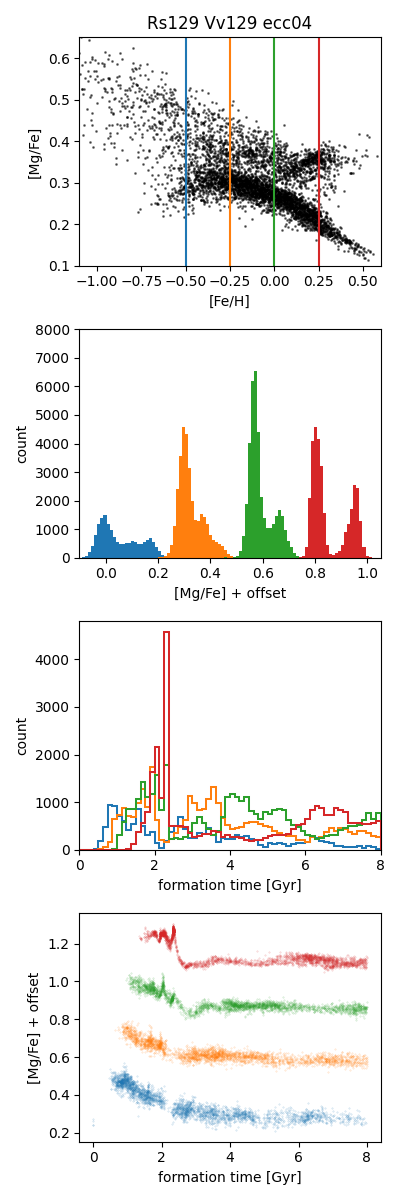 Rs129 Vv129 ecc04
[Mg/Fe]
0.6
0.5
0.4
0.3
0.2
0.1
−1.00 −0.75 −0.50 −0.25 0.00 0.25 0.50
[Fe/H]
count
8000
7000
6000
5000
4000
3000
2000
1000
0
0.0 0.2 0.4 0.6 0.8 1.0
[Mg/Fe] + offset
count
4000
3000
2000
1000
0
0 2 4 6 8
formation time [Gyr]
[Mg/Fe] + offset
1.2
1.0
0.8
0.6
0.4
0.2
0 2 4 6 8
formation time [Gyr]